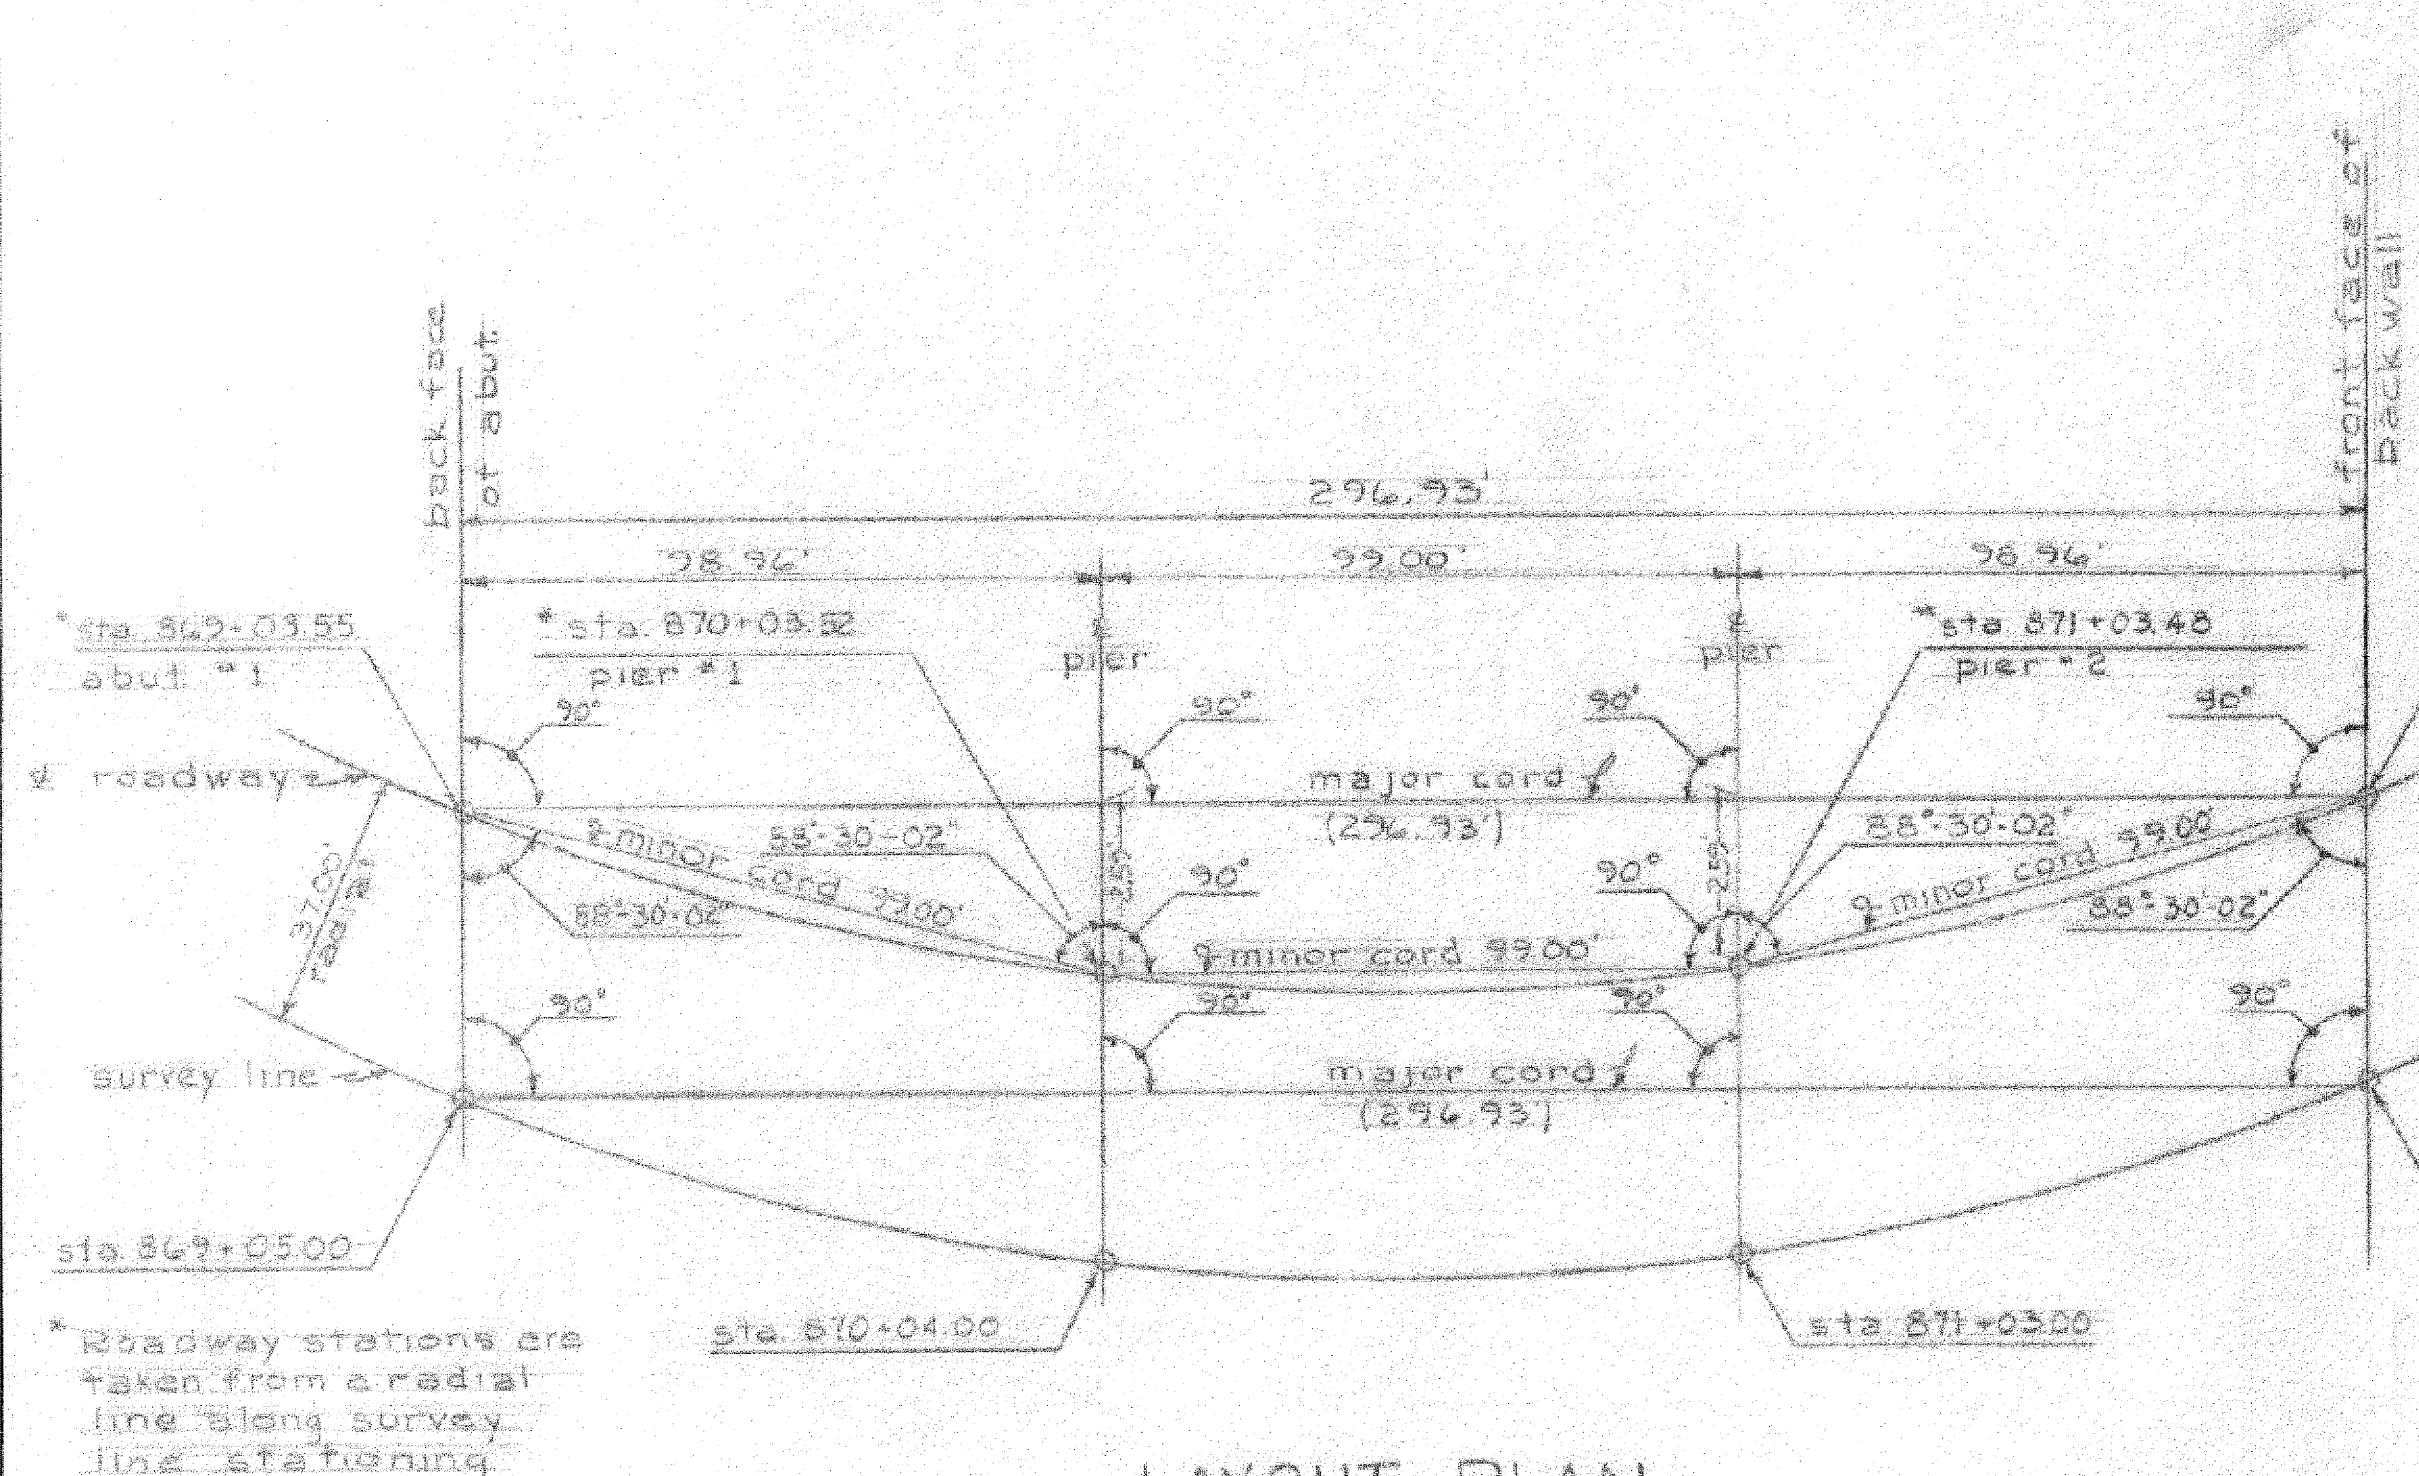 back face
of abut.
front face of
Back wall
296.93'
98.96'
99.00'
98.96'
*sta. 869+03.55
abut. #1
*sta. 870+03.52
pier #1
℄
pier
℄
pier
*sta 871+03.48
pier #2
90°
90°
90°
90°
℄ roadway
major cord
(296.93')
37.00'
℄ minor cord 99.00'
88°-30'-02"
88°-30'-02"
90°
90°
2.59'
88°-30'-02"
℄ minor cord 99.00'
88°-30'-02"
℄ minor cord 99.00'
90°
90°
90°
90°
survey line
major cord
(296.93')
sta. 869+05.00
sta. 870+04.00
sta 871+03.00
* Roadway stations are
taken from a radial
line along survey
line stationing
LAYOUT PLAN